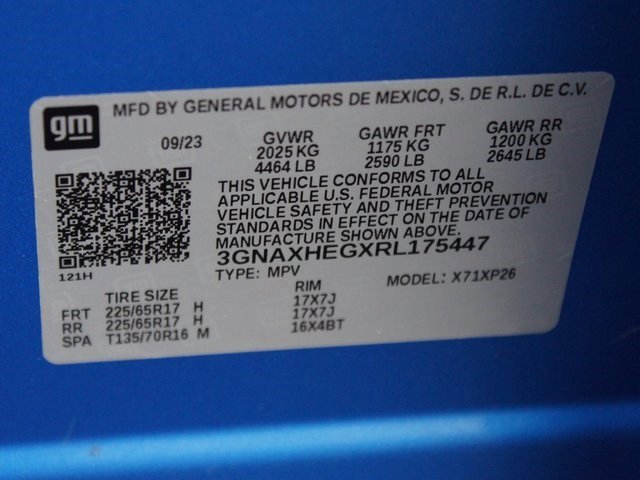 gm MFD BY GENERAL MOTORS DE MEXICO, S. DE R.L. DE C.V.
09/23 GVWR GAWR FRT GAWR RR
2025 KG 1175 KG 1200 KG
4464 LB 2590 LB 2645 LB
THIS VEHICLE CONFORMS TO ALL
APPLICABLE U.S. FEDERAL MOTOR
VEHICLE SAFETY AND THEFT PREVENTION
STANDARDS IN EFFECT ON THE DATE OF
MANUFACTURE SHOWN ABOVE.
3GNAXHEGXRL175447
121H TYPE: MPV MODEL: X71XP26
TIRE SIZE RIM
FRT 225/65R17 H 17X7J
RR 225/65R17 H 17X7J
SPA T135/70R16 M 16X4BT